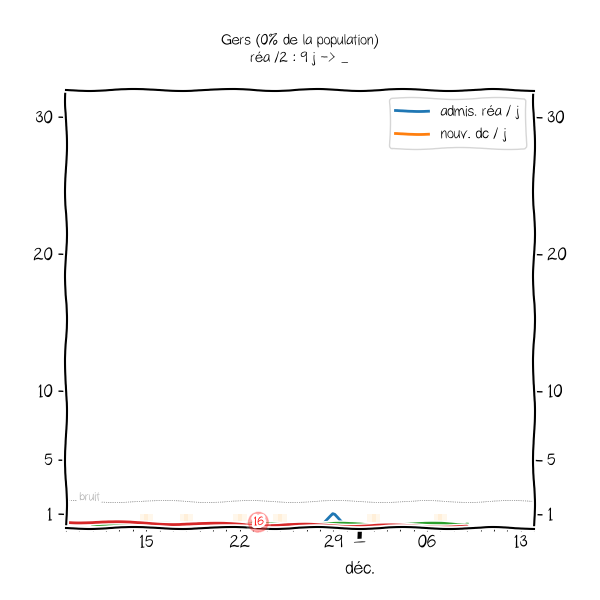 Gers (0% de la population)
réa /2 : 9 j -> _
admis. réa / j
nouv. dc / j
30 30
20 20
10 10
5 5
... bruit
1 1
16
15 22 29 06 13
déc.